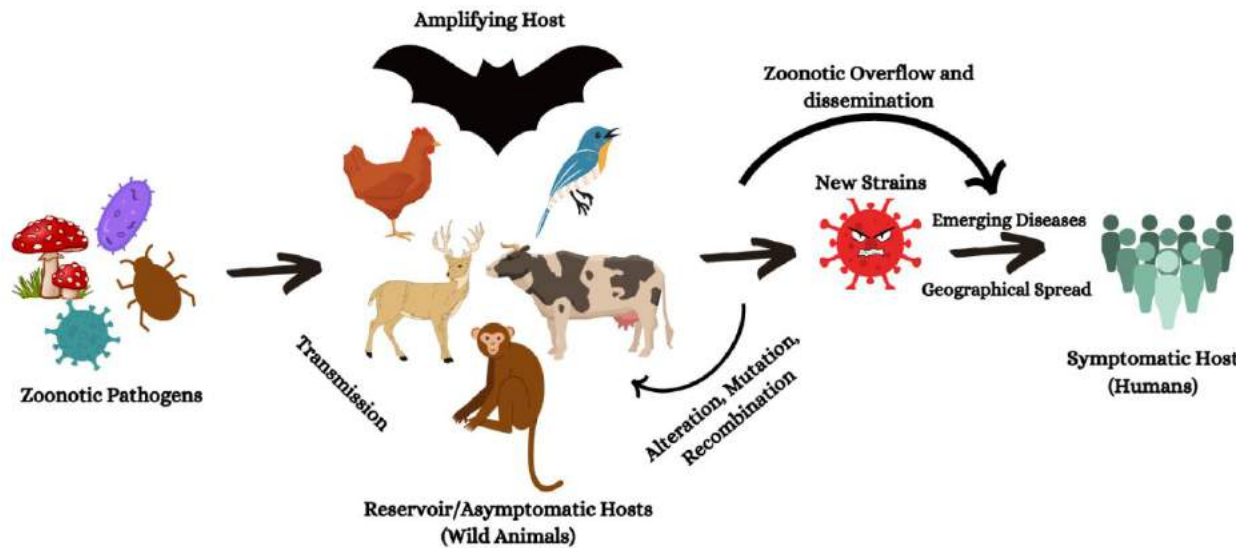 Amplifying Host
Zoonotic Overflow and
dissemination
New Strains
Emerging Diseases
Geographical Spread
Zoonotic Pathogens
Transmission
Alteration, Mutation,
Recombination
Symptomatic Host
(Humans)
Reservoir/Asymptomatic Hosts
(Wild Animals)